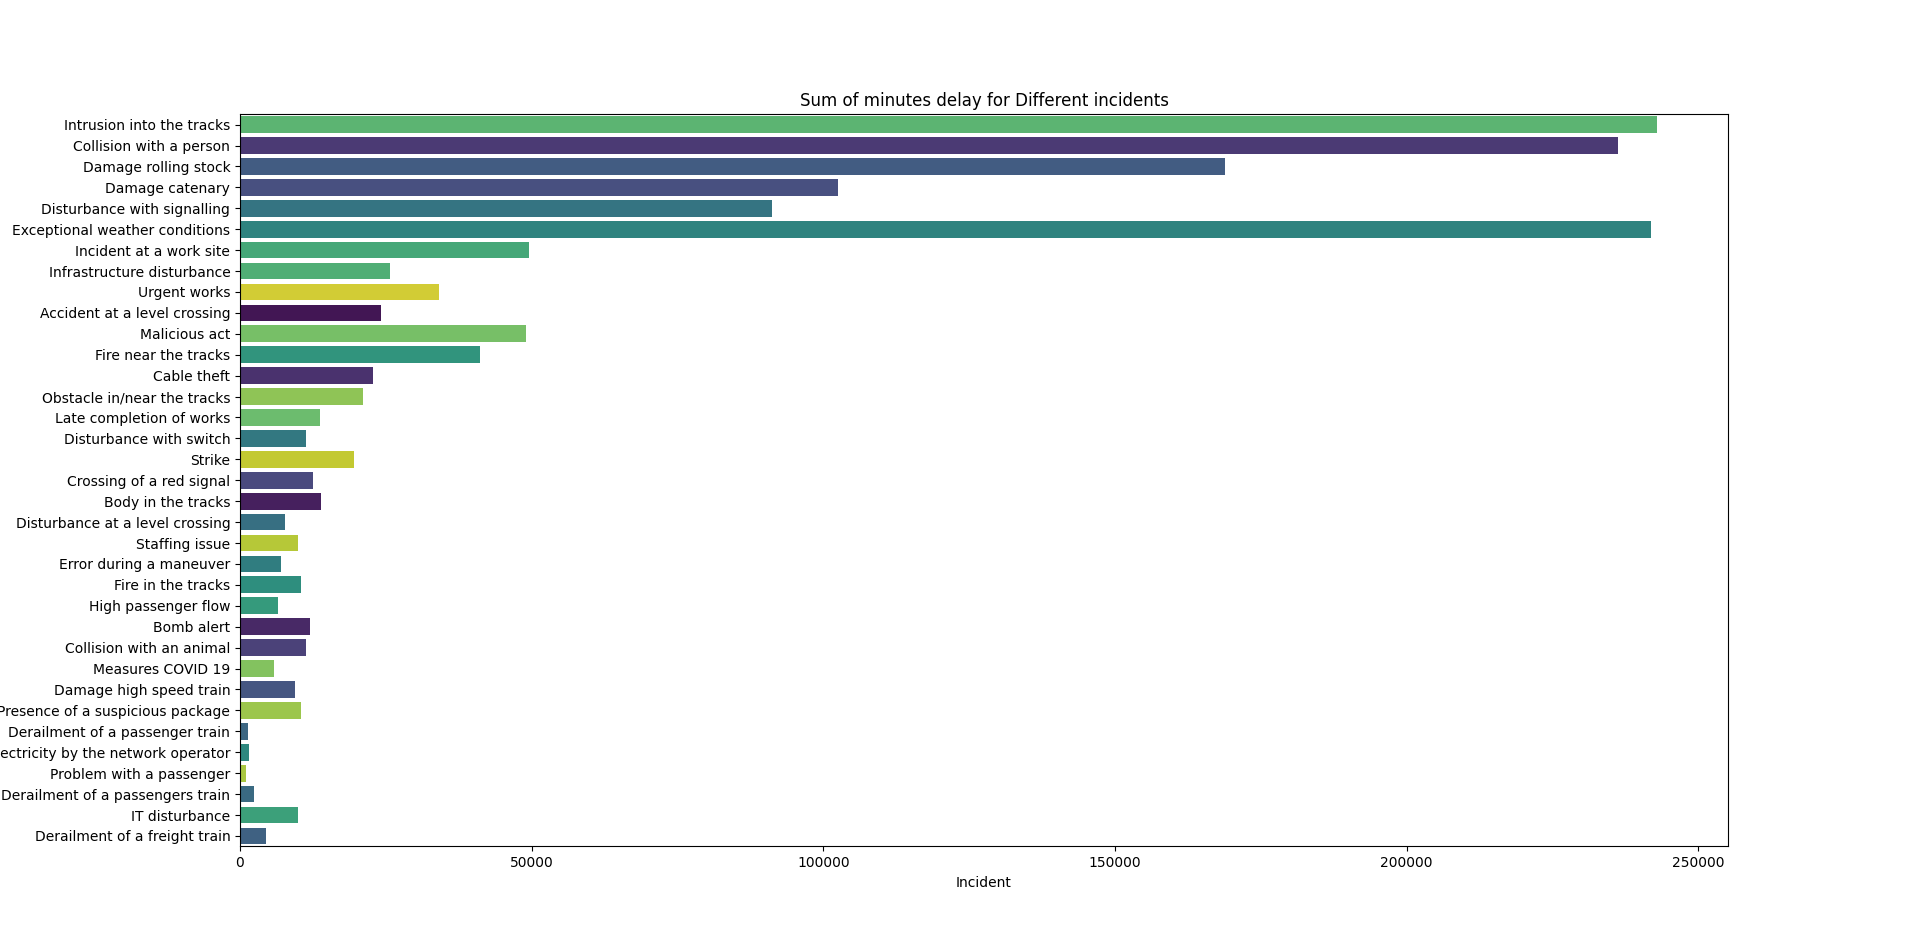 Sum of minutes delay for Different incidents
Intrusion into the tracks
Collision with a person
Damage rolling stock
Damage catenary
Disturbance with signalling
Exceptional weather conditions
Incident at a work site
Infrastructure disturbance
Urgent works
Accident at a level crossing
Malicious act
Fire near the tracks
Cable theft
Obstacle in/near the tracks
Late completion of works
Disturbance with switch
Strike
Crossing of a red signal
Body in the tracks
Disturbance at a level crossing
Staffing issue
Error during a maneuver
Fire in the tracks
High passenger flow
Bomb alert
Collision with an animal
Measures COVID 19
Damage high speed train
Presence of a suspicious package
Derailment of a passenger train
by the network operator
Problem with a passenger
Derailment of a passengers train
IT disturbance
Derailment of a freight train
0 50000 100000 150000 200000 250000
Incident